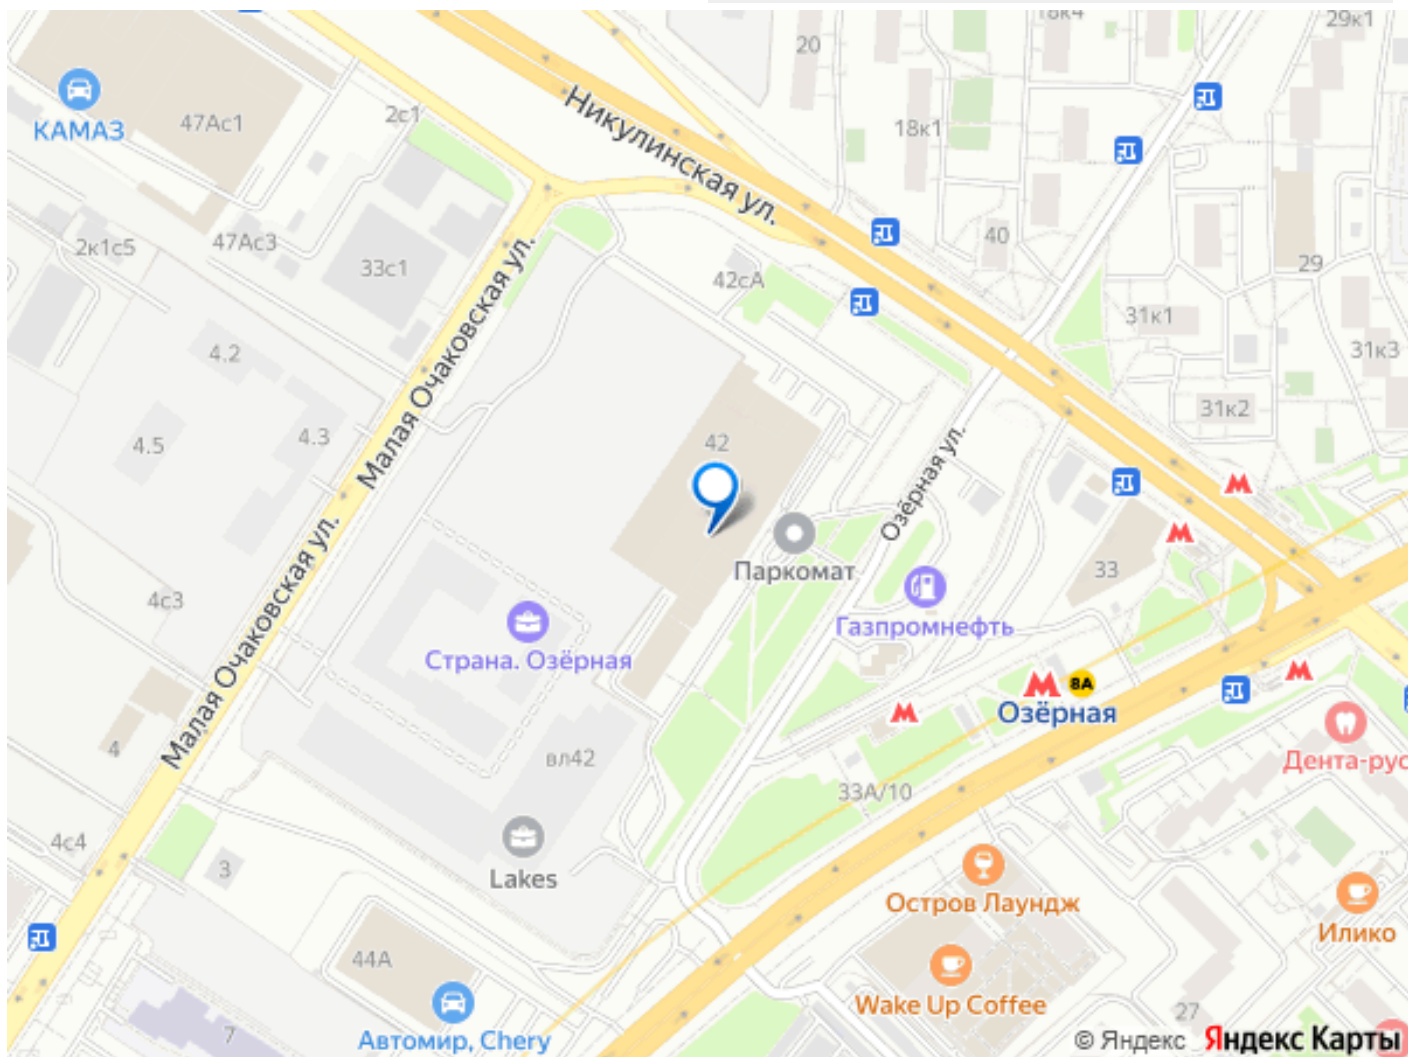 18к4
29к1
20
КАМАЗ
47Ас1
2с1
Никулинская ул.
18к1
2к1с5
47Ас3
33с1
Малая Очаковская ул.
42сА
40
29
31к1
31к3
4.2
4.5
4.3
42
31к2
Озёрная ул.
Паркомат
33
Газпромнефть
4с3
Малая Очаковская ул.
Страна. Озёрная
8А
Озёрная
4
вл42
33А/10
Дента-рус
4с4
3
Lakes
Остров Лаундж
Илико
44А
Wake Up Coffee
27
7
Автомир, Chery
© Яндекс Яндекс Карты